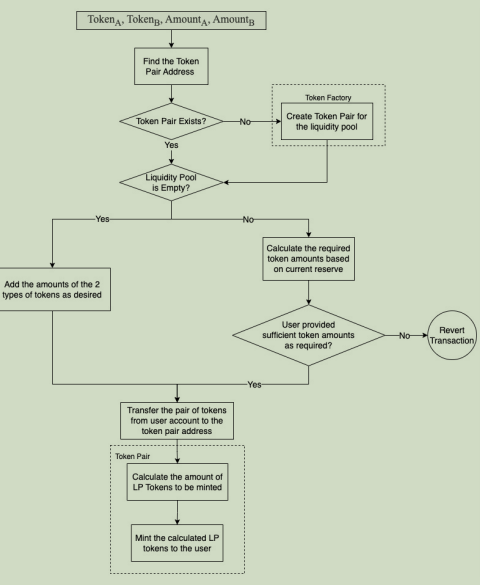 Token_A, Token_B, Amount_A, Amount_B
Find the Token
Pair Address
Token Factory
Token Pair Exists?
No
Create Token Pair for
the liquidity pool
Yes
Liquidity Pool
is Empty?
Yes
No
Calculate the required
token amounts based
on current reserve
Add the amounts of the 2
types of tokens as desired
User provided
sufficient token amounts
as required?
No
Revert
Transaction
Yes
Transfer the pair of tokens
from user account to the
token pair address
Token Pair
Calculate the amount of
LP Tokens to be minted
Mint the calculated LP
tokens to the user